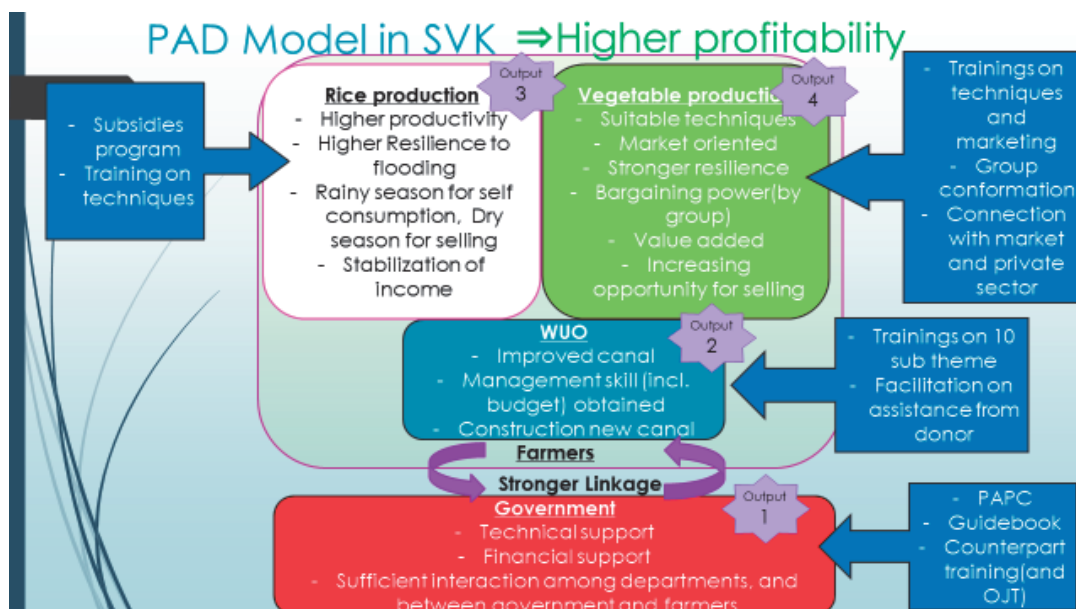 PAD Model in SVK ⇒Higher profitability
- Subsidies
program
- Training on
techniques
Output
3
Rice production
- Higher productivity
- Higher Resilience to
flooding
- Rainy season for self
consumption, Dry
season for selling
- Stabilization of
income
Output
4
Vegetable production
- Suitable techniques
- Market oriented
- Stronger resilience
- Bargaining power(by
group)
- Value added
- Increasing
opportunity for selling
- Trainings on
techniques
and
marketing
- Group
conformation
- Connection
with market
and private
sector
Output
2
WUO
- Improved canal
- Management skill (incl.
budget) obtained
- Construction new canal
- Trainings on 10
sub theme
- Facilitation on
assistance from
donor
Farmers
Stronger Linkage
Output
1
Government
- Technical support
- Financial support
- Sufficient interaction among departments, and
between government and farmers
- PAPC
- Guidebook
- Counterpart
training(and
OJT)